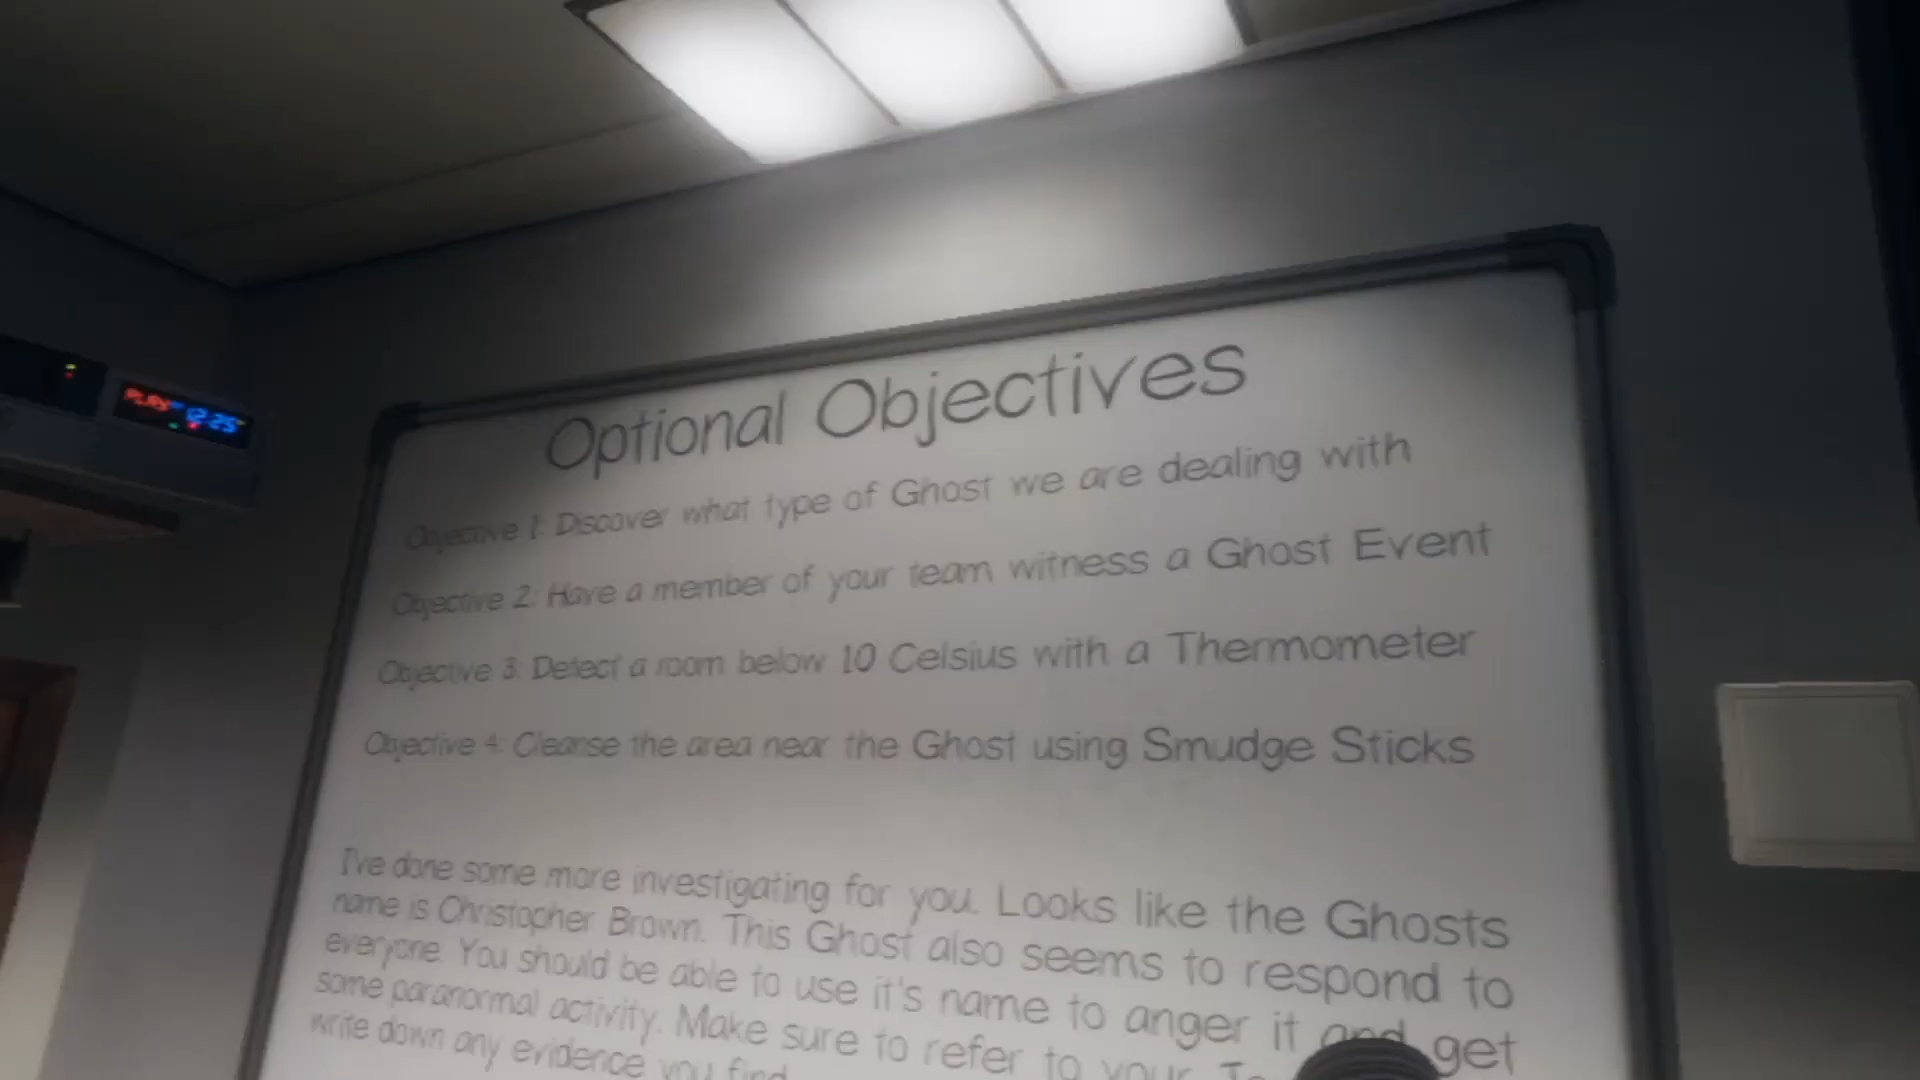 PLAY 12:25
Optional Objectives
Objective 1: Discover what type of Ghost we are dealing with
Objective 2: Have a member of your team witness a Ghost Event
Objective 3: Detect a room below 10 Celsius with a Thermometer
Objective 4: Cleanse the area near the Ghost using Smudge Sticks
I've done some more investigating for you. Looks like the Ghosts
name is Christopher Brown. This Ghost also seems to respond to
everyone. You should be able to use it's name to anger it and get
some paranormal activity. Make sure to refer to your
write down any evidence you find